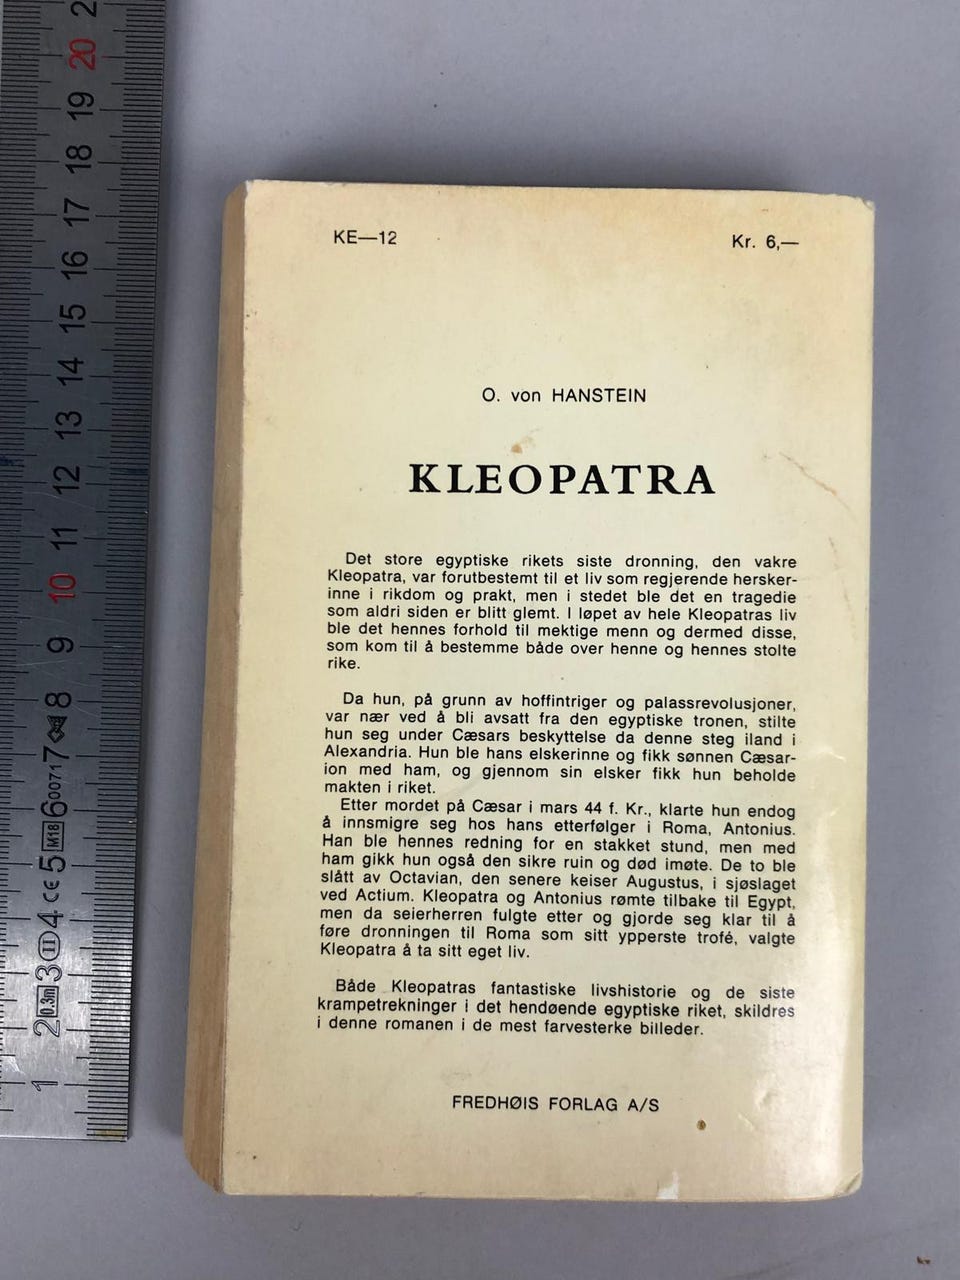 KE—12
Kr. 6,—
O. von HANSTEIN
KLEOPATRA
Det store egyptiske rikets siste dronning, den vakre
Kleopatra, var forutbestemt til et liv som regjerende hersker-
inne i rikdom og prakt, men i stedet ble det en tragedie
som aldri siden er blitt glemt. I løpet av hele Kleopatras liv
ble det hennes forhold til mektige menn og dermed disse,
som kom til å bestemme både over henne og hennes stolte
rike.
Da hun, på grunn av hoffintriger og palassrevolusjoner,
var nær ved å bli avsatt fra den egyptiske tronen, stilte
hun seg under Cæsars beskyttelse da denne steg iland i
Alexandria. Hun ble hans elskerinne og fikk sønnen Cæsar-
ion med ham, og gjennom sin elsker fikk hun beholde
makten i riket.
Etter mordet på Cæsar i mars 44 f. Kr., klarte hun endog
å innsmigre seg hos hans etterfølger i Roma, Antonius.
Han ble hennes redning for en stakket stund, men med
ham gikk hun også den sikre ruin og død imøte. De to ble
slått av Octavian, den senere keiser Augustus, i sjøslaget
ved Actium. Kleopatra og Antonius rømte tilbake til Egypt,
men da seierherren fulgte etter og gjorde seg klar til å
føre dronningen til Roma som sitt ypperste trofé, valgte
Kleopatra å ta sitt eget liv.
Både Kleopatras fantastiske livshistorie og de siste
krampetrekninger i det hendøende egyptiske riket, skildres
i denne romanen i de mest farvesterke billeder.
FREDHØIS FORLAG A/S
1 2 0.3m 3 II 4 CE 5 M18 6 00717 8 9 10 11 12 13 14 15 16 17 18 19 20 2